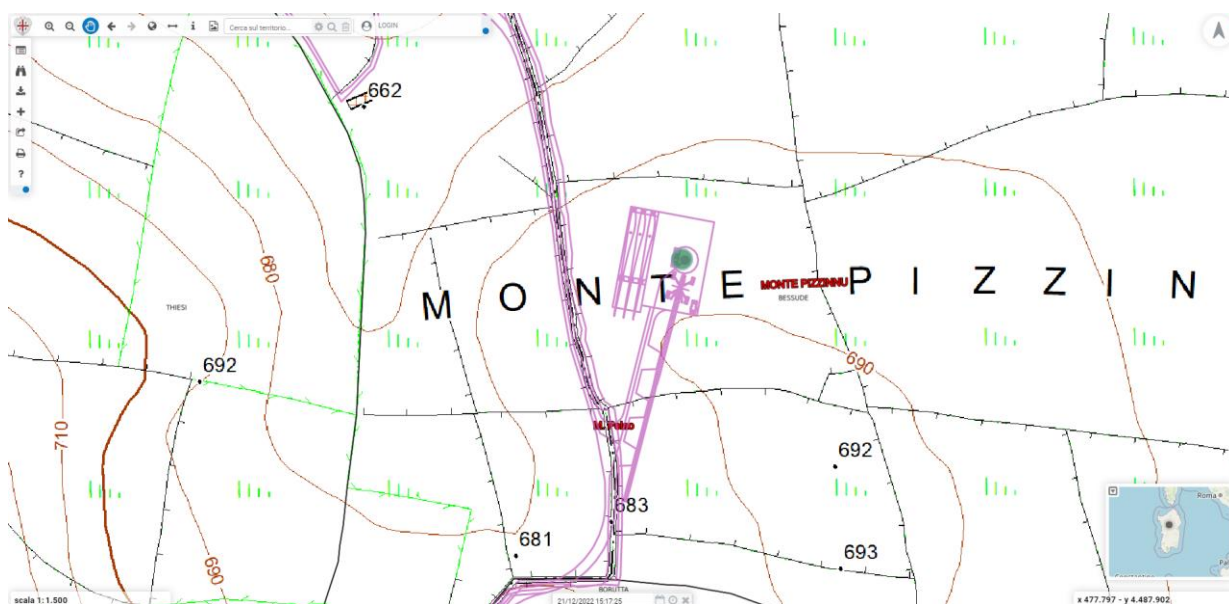 Cerca sul territorio...
LOGIN
662
680
MONTE PIZZIN
MONTE PIZZINNU
BESSUDE
THIESI
692
690
710
M. Pelao
692
683
681
693
690
BORUTTA
Roma
scala 1: 1.500
21/12/2022 15:17:25
x 477.797 - y 4.487.902